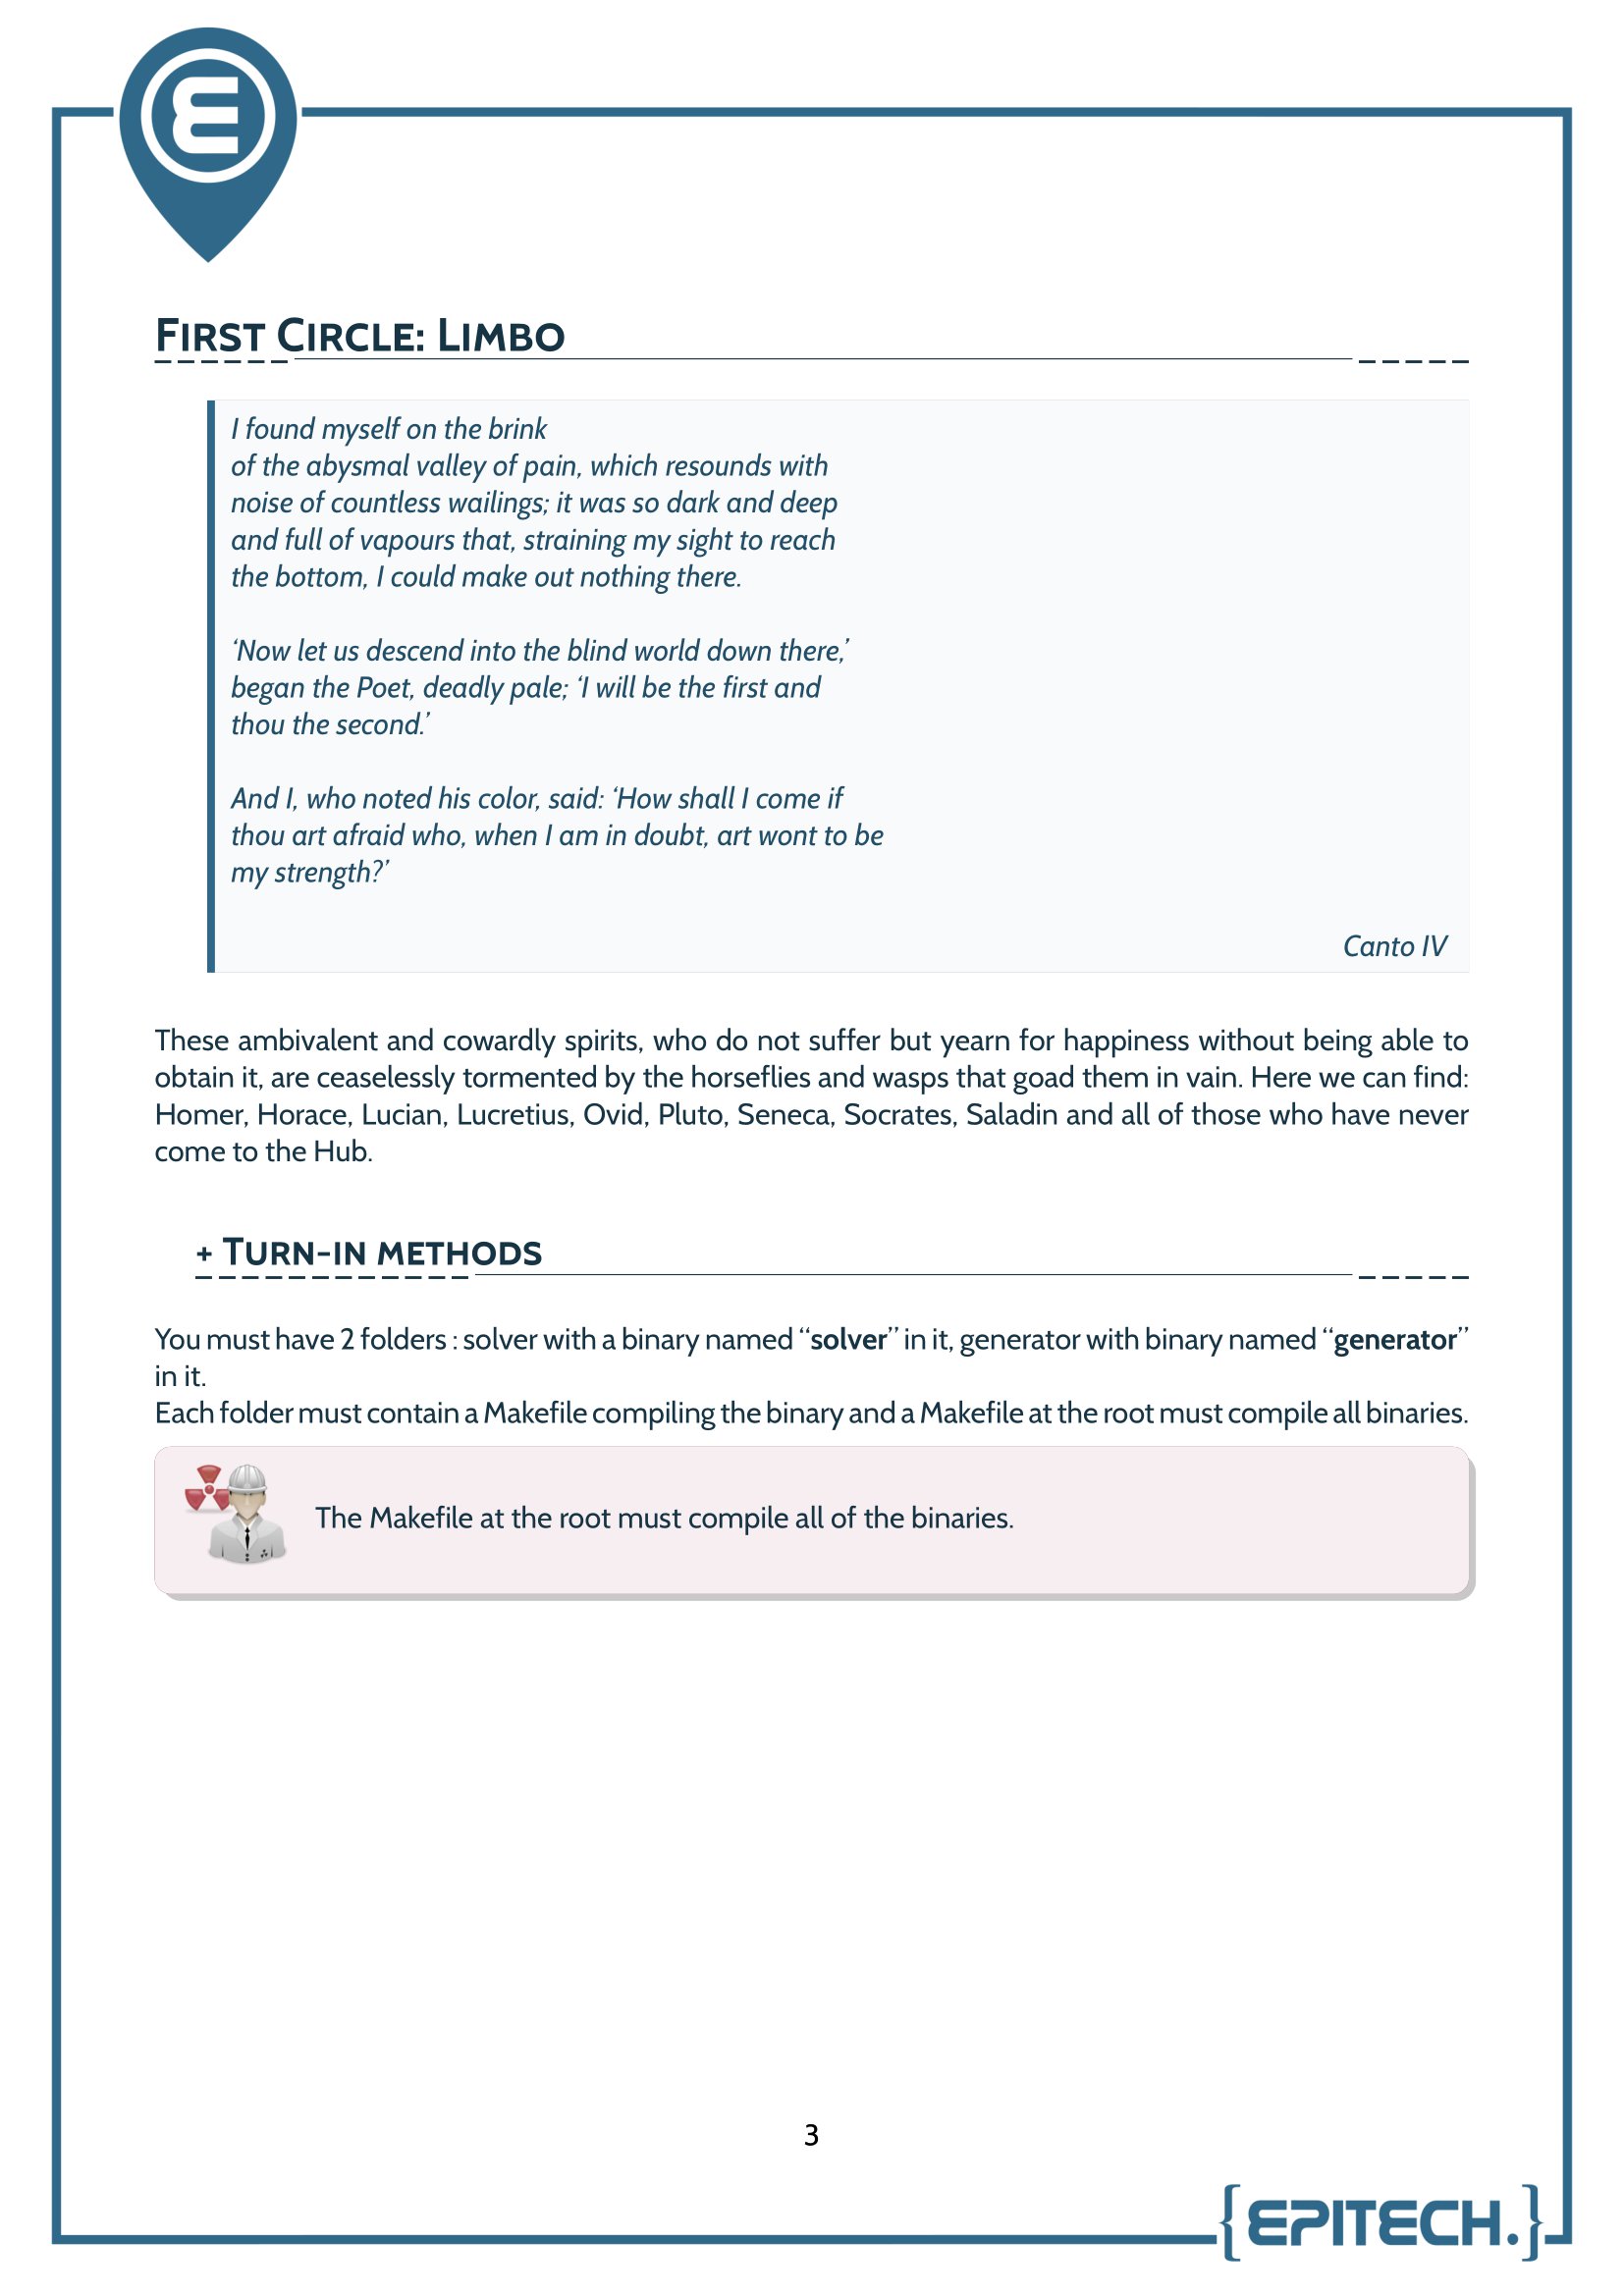 FIRST CIRCLE: LIMBO
I found myself on the brink
of the abysmal valley of pain, which resounds with
noise of countless wailings; it was so dark and deep
and full of vapours that, straining my sight to reach
the bottom, I could make out nothing there.
‘Now let us descend into the blind world down there,’
began the Poet, deadly pale; ‘I will be the first and
thou the second.’
And I, who noted his color, said: ‘How shall I come if
thou art afraid who, when I am in doubt, art wont to be
my strength?’
Canto IV
These ambivalent and cowardly spirits, who do not suffer but yearn for happiness without being able to
obtain it, are ceaselessly tormented by the horseflies and wasps that goad them in vain. Here we can find:
Homer, Horace, Lucian, Lucretius, Ovid, Pluto, Seneca, Socrates, Saladin and all of those who have never
come to the Hub.
+ TURN-IN METHODS
You must have 2 folders : solver with a binary named “solver” in it, generator with binary named “generator”
in it.
Each folder must contain a Makefile compiling the binary and a Makefile at the root must compile all binaries.
The Makefile at the root must compile all of the binaries.
3
{EPITECH.}